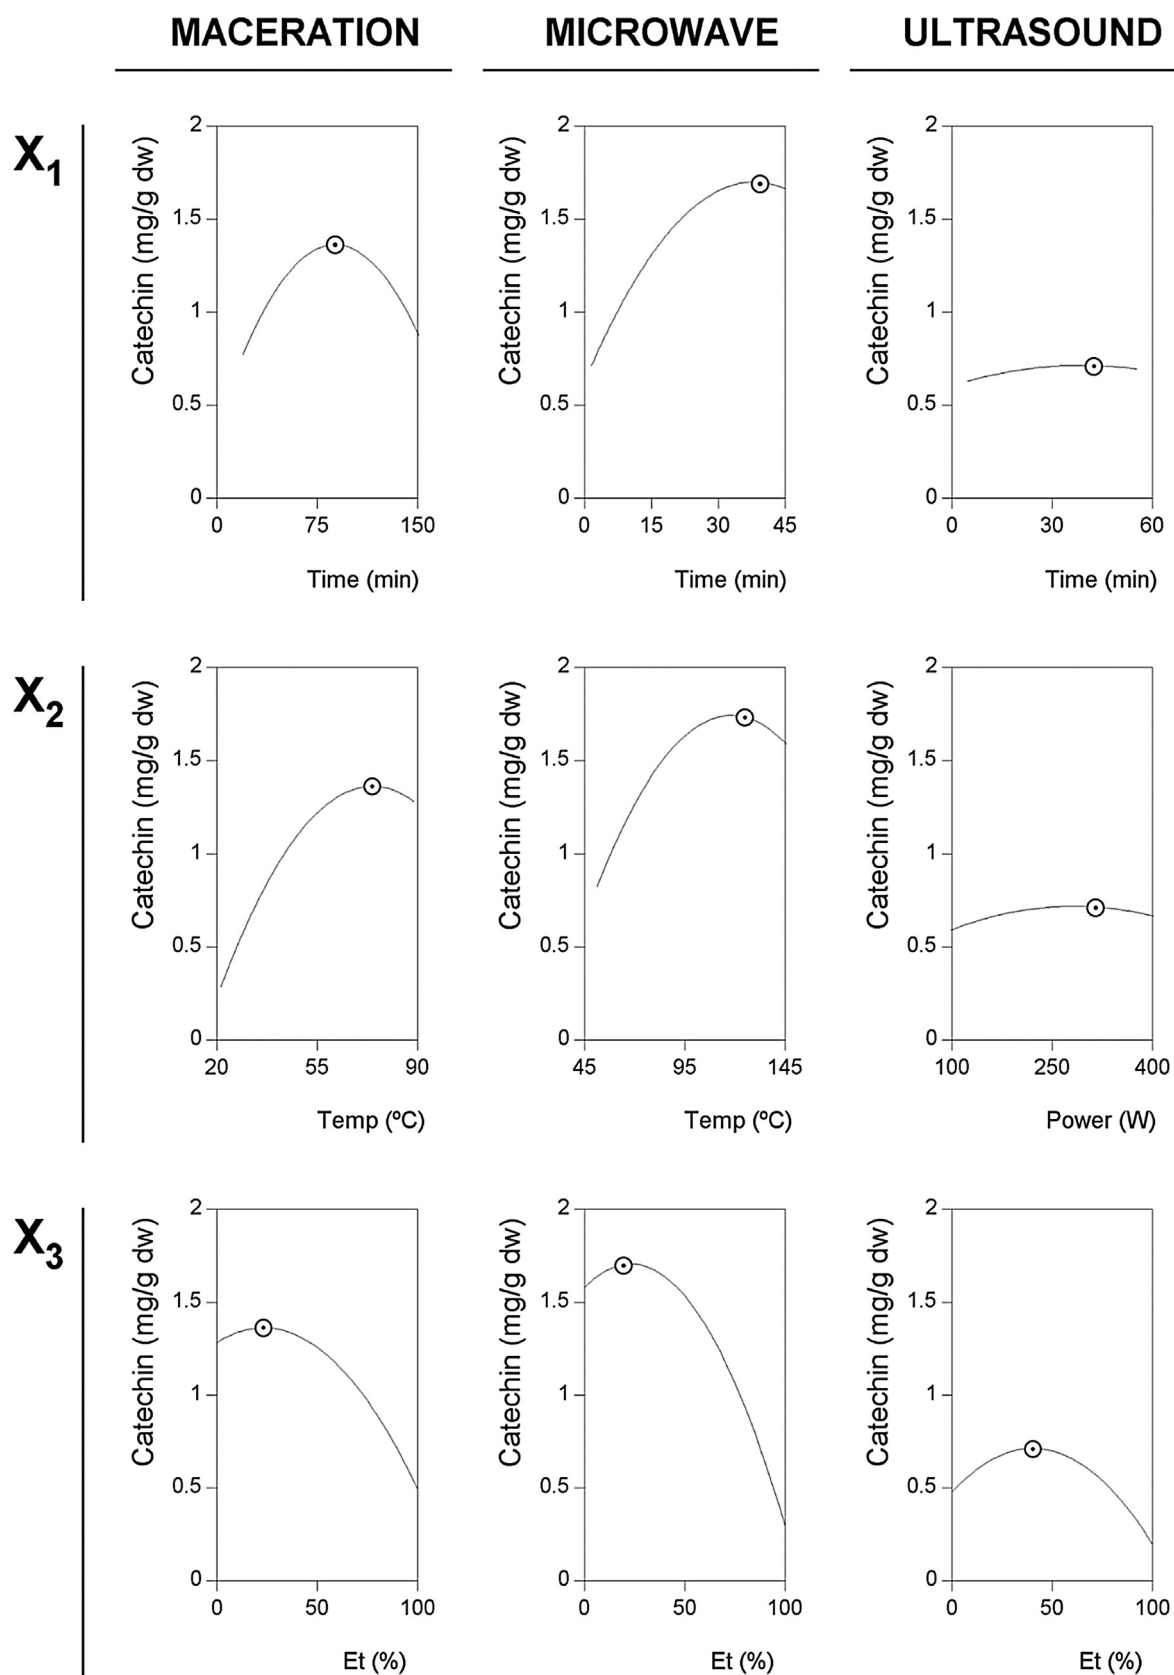 MACERATION MICROWAVE ULTRASOUND
X1
Catechin (mg/g dw) Catechin (mg/g dw) Catechin (mg/g dw)
2 2 2
1.5 1.5 1.5
1 1 1
0.5 0.5 0.5
0 0 0
0 75 150 0 15 30 45 0 30 60
Time (min) Time (min) Time (min)
X2
Catechin (mg/g dw) Catechin (mg/g dw) Catechin (mg/g dw)
2 2 2
1.5 1.5 1.5
1 1 1
0.5 0.5 0.5
0 0 0
20 55 90 45 95 145 100 250 400
Temp (ºC) Temp (ºC) Power (W)
X3
Catechin (mg/g dw) Catechin (mg/g dw) Catechin (mg/g dw)
2 2 2
1.5 1.5 1.5
1 1 1
0.5 0.5 0.5
0 0 0
0 50 100 0 50 100 0 50 100
Et (%) Et (%) Et (%)